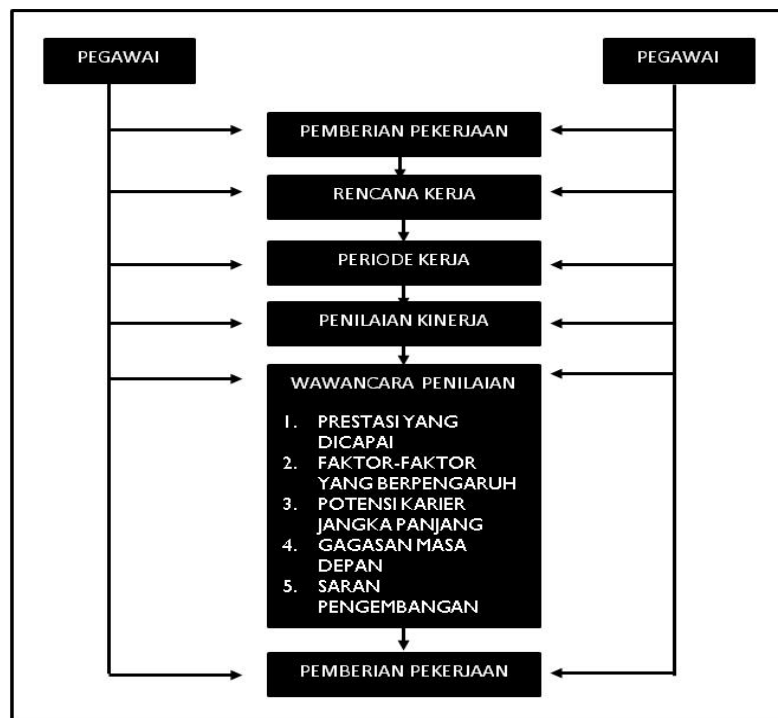 PEGAWAI
PEGAWAI
PEMBERIAN PEKERJAAN
RENCANA KERJA
PERIODE KERJA
PENILAIAN KINERJA
WAWANCARA PENILAIAN
1. PRESTASI YANG
DICAPAI
2. FAKTOR-FAKTOR
YANG BERPENGARUH
3. POTENSI KARIER
JANGKA PANJANG
4. GAGASAN MASA
DEPAN
5. SARAN
PENGEMBANGAN
PEMBERIAN PEKERJAAN